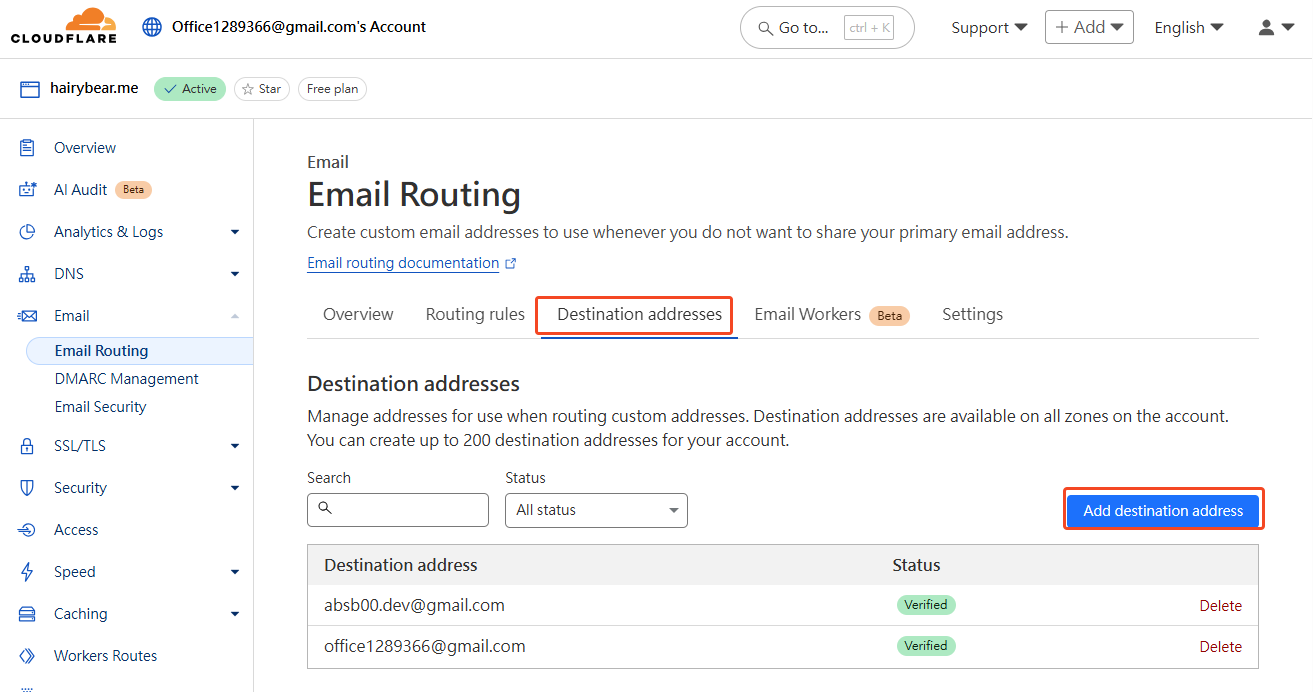 CLOUDFLARE
Office1289366@gmail.com's Account
Go to... ctrl + K
Support
+ Add
English
hairybear.me
Active
Star
Free plan
Overview
AI Audit Beta
Analytics & Logs
DNS
Email
Email Routing
DMARC Management
Email Security
SSL/TLS
Security
Access
Speed
Caching
Workers Routes
Email
Email Routing
Create custom email addresses to use whenever you do not want to share your primary email address.
Email routing documentation
Overview
Routing rules
Destination addresses
Email Workers Beta
Settings
Destination addresses
Manage addresses for use when routing custom addresses. Destination addresses are available on all zones on the account.
You can create up to 200 destination addresses for your account.
Search
Status
All status
Add destination address
Destination address Status
absb00.dev@gmail.com Verified Delete
office1289366@gmail.com Verified Delete